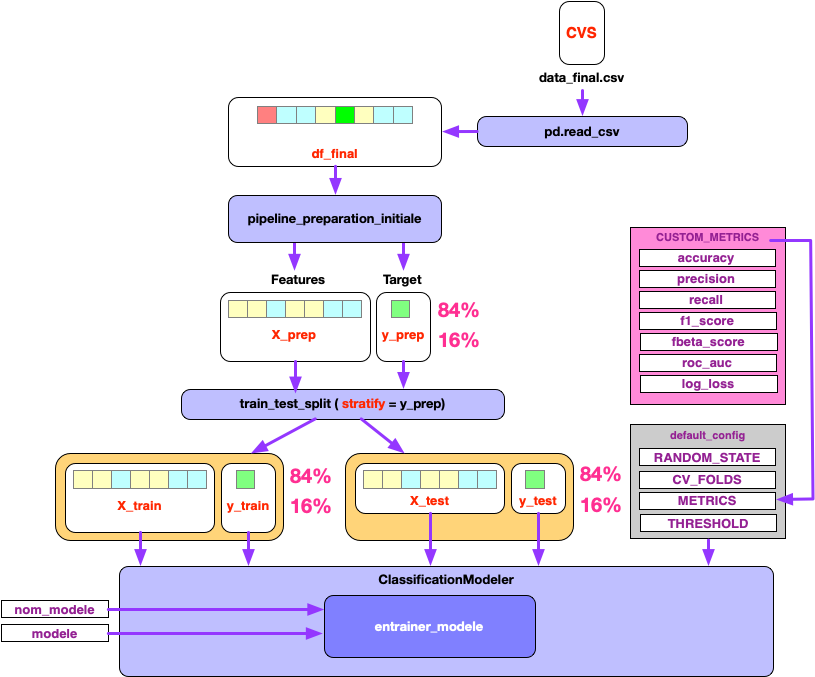 CVS
data_final.csv
pd.read_csv
df_final
pipeline_preparation_initiale
Features
Target
X_prep
y_prep
84%
16%
train_test_split ( stratify = y_prep)
X_train
y_train
84%
16%
X_test
y_test
84%
16%
CUSTOM_METRICS
accuracy
precision
recall
f1_score
fbeta_score
roc_auc
log_loss
default_config
RANDOM_STATE
CV_FOLDS
METRICS
THRESHOLD
ClassificationModeler
nom_modele
modele
entrainer_modele